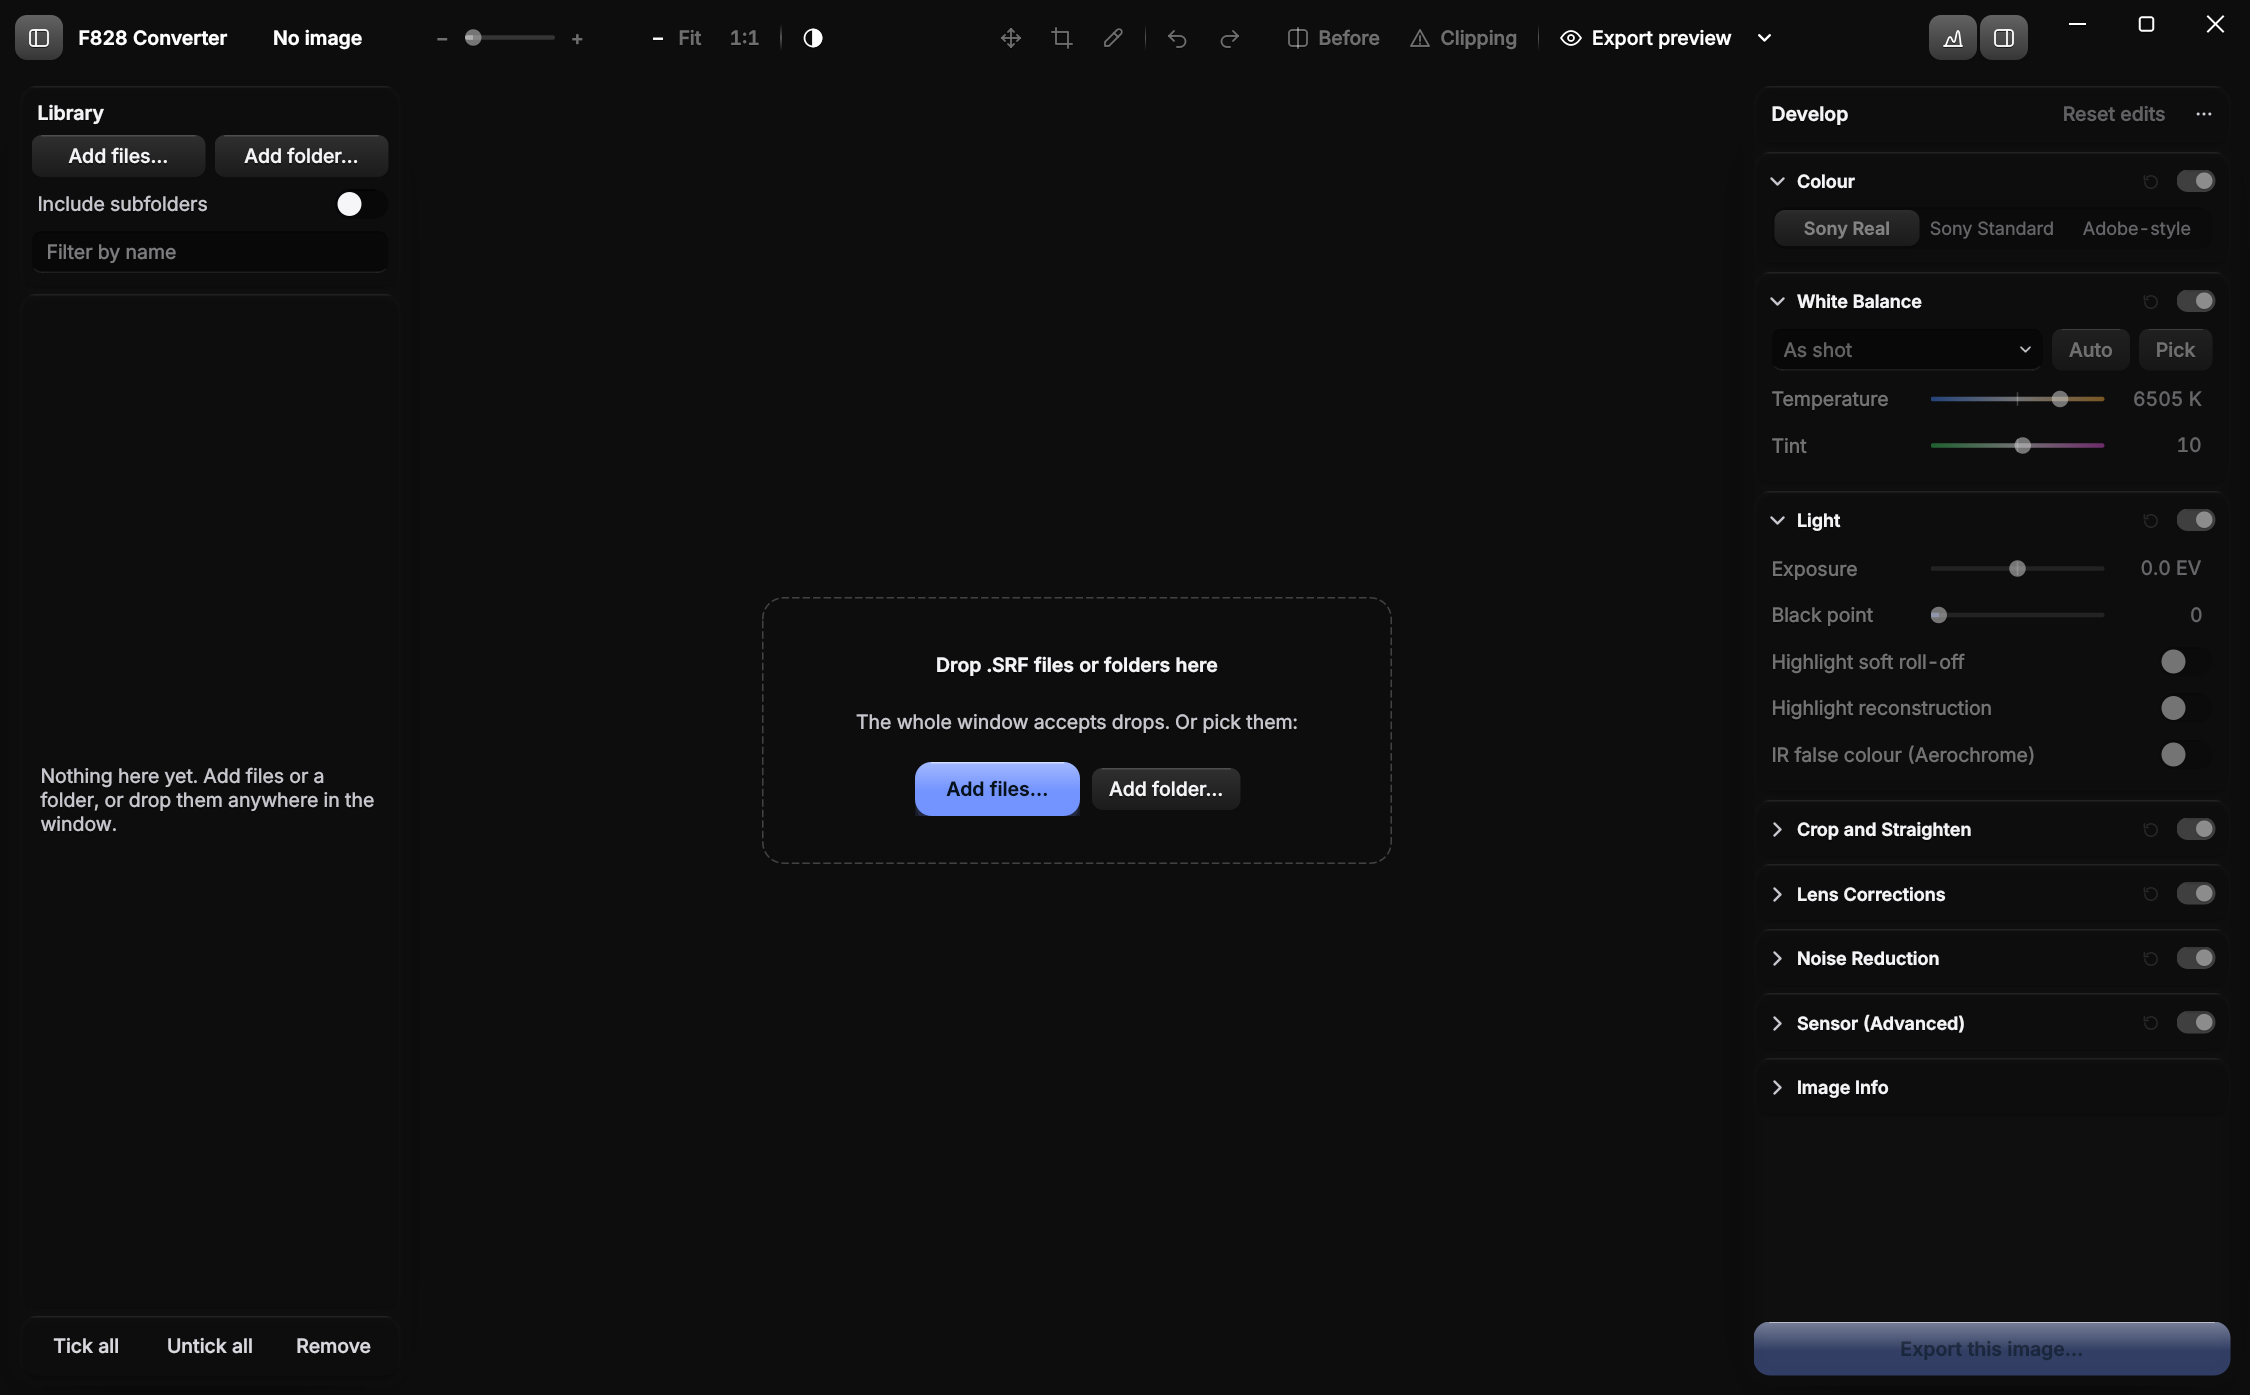 F828 Converter
No image
Fit
1:1
Before
Clipping
Export preview
Library
Add files...
Add folder...
Include subfolders
Filter by name
Nothing here yet. Add files or a
folder, or drop them anywhere in the
window.
Tick all
Untick all
Remove
Drop .SRF files or folders here
The whole window accepts drops. Or pick them:
Add files...
Add folder...
Develop
Reset edits
Colour
Sony Real
Sony Standard
Adobe-style
White Balance
As shot
Auto
Pick
Temperature
6505 K
Tint
10
Light
Exposure
0.0 EV
Black point
0
Highlight soft roll-off
Highlight reconstruction
IR false colour (Aerochrome)
Crop and Straighten
Lens Corrections
Noise Reduction
Sensor (Advanced)
Image Info
Export this image...